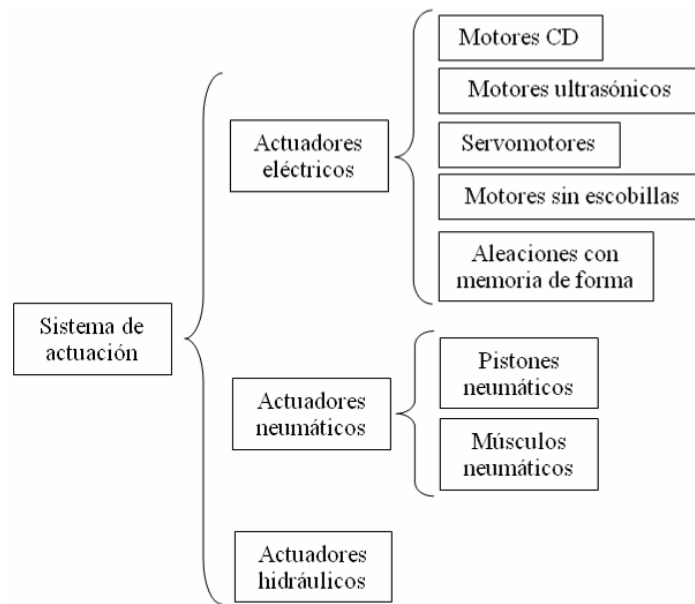 Sistema de
actuación
Actuadores
eléctricos
Motores CD
Motores ultrasónicos
Servomotores
Motores sin escobillas
Aleaciones con
memoria de forma
Actuadores
neumáticos
Pistones
neumáticos
Músculos
neumáticos
Actuadores
hidráulicos